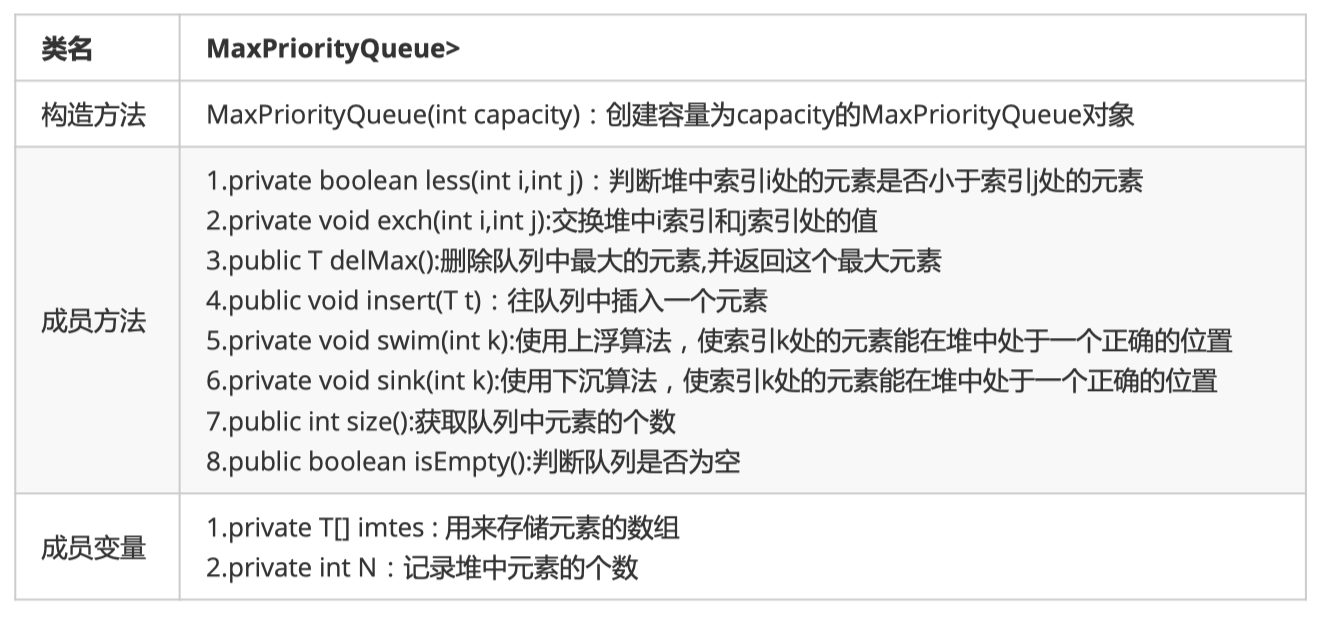 类名 MaxPriorityQueue>
构造方法 MaxPriorityQueue(int capacity)：创建容量为capacity的MaxPriorityQueue对象
成员方法
1.private boolean less(int i,int j)：判断堆中索引i处的元素是否小于索引j处的元素
2.private void exch(int i,int j):交换堆中i索引和j索引处的值
3.public T delMax():删除队列中最大的元素,并返回这个最大元素
4.public void insert(T t)：往队列中插入一个元素
5.private void swim(int k):使用上浮算法，使索引k处的元素能在堆中处于一个正确的位置
6.private void sink(int k):使用下沉算法，使索引k处的元素能在堆中处于一个正确的位置
7.public int size():获取队列中元素的个数
8.public boolean isEmpty():判断队列是否为空
成员变量
1.private T[] imtes : 用来存储元素的数组
2.private int N：记录堆中元素的个数